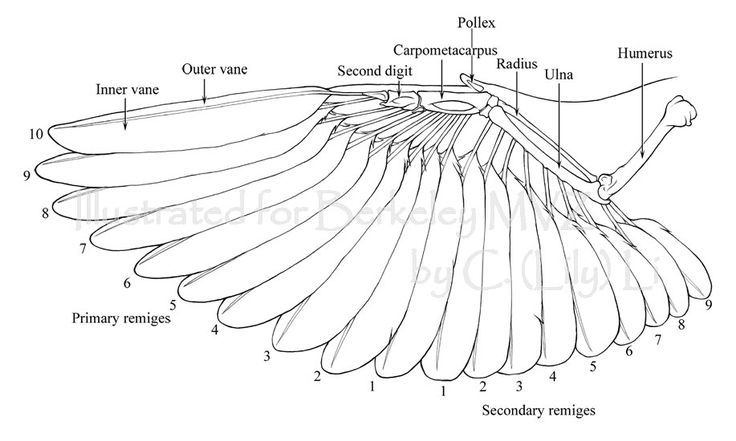 Pollex
Carpometacarpus
Humerus
Radius
Second digit
Ulna
Outer vane
Inner vane
10
9
8
7
6
5
4
3
2
1
1
2
3
4
5
6
7
8
9
Primary remiges
Secondary remiges
Illustrated for Berkeley MVZ
by C. (Lily) Li